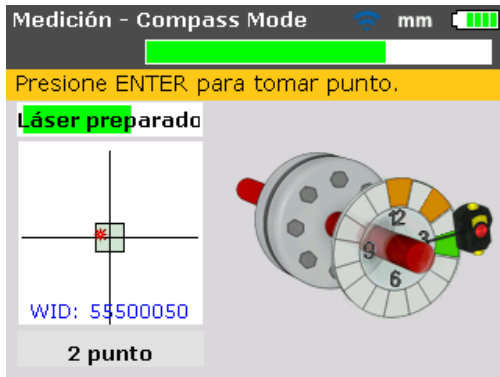 Medición - Compass Mode mm
Presione ENTER para tomar punto.
Láser preparado
12
3
9
6
WID: 55500050
2 punto